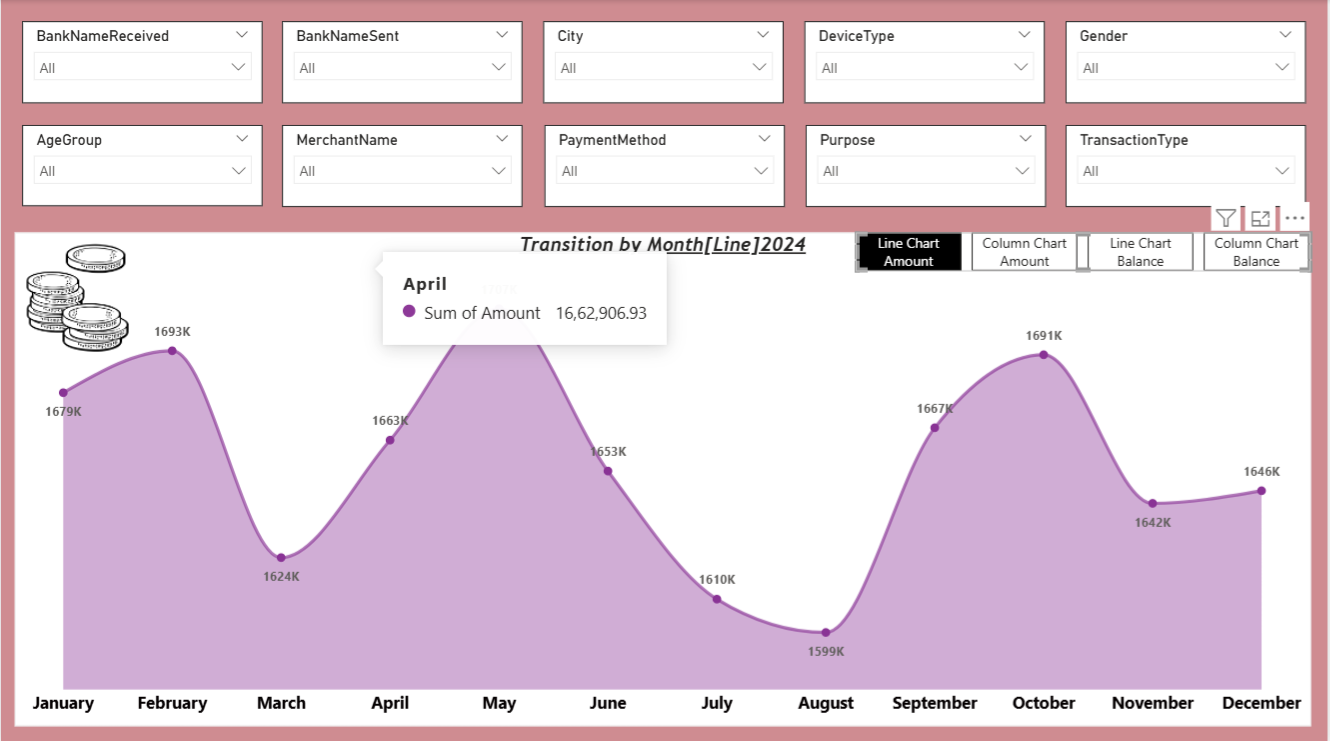 BankNameReceived
All
BankNameSent
All
City
All
DeviceType
All
Gender
All
AgeGroup
All
MerchantName
All
PaymentMethod
All
Purpose
All
TransactionType
All
Transition by Month[Line]2024
Line Chart
Amount
Column Chart
Amount
Line Chart
Balance
Column Chart
Balance
April
Sum of Amount 16,62,906.93
1679K
1693K
1624K
1663K
1653K
1610K
1599K
1667K
1691K
1642K
1646K
January February March April May June July August September October November December